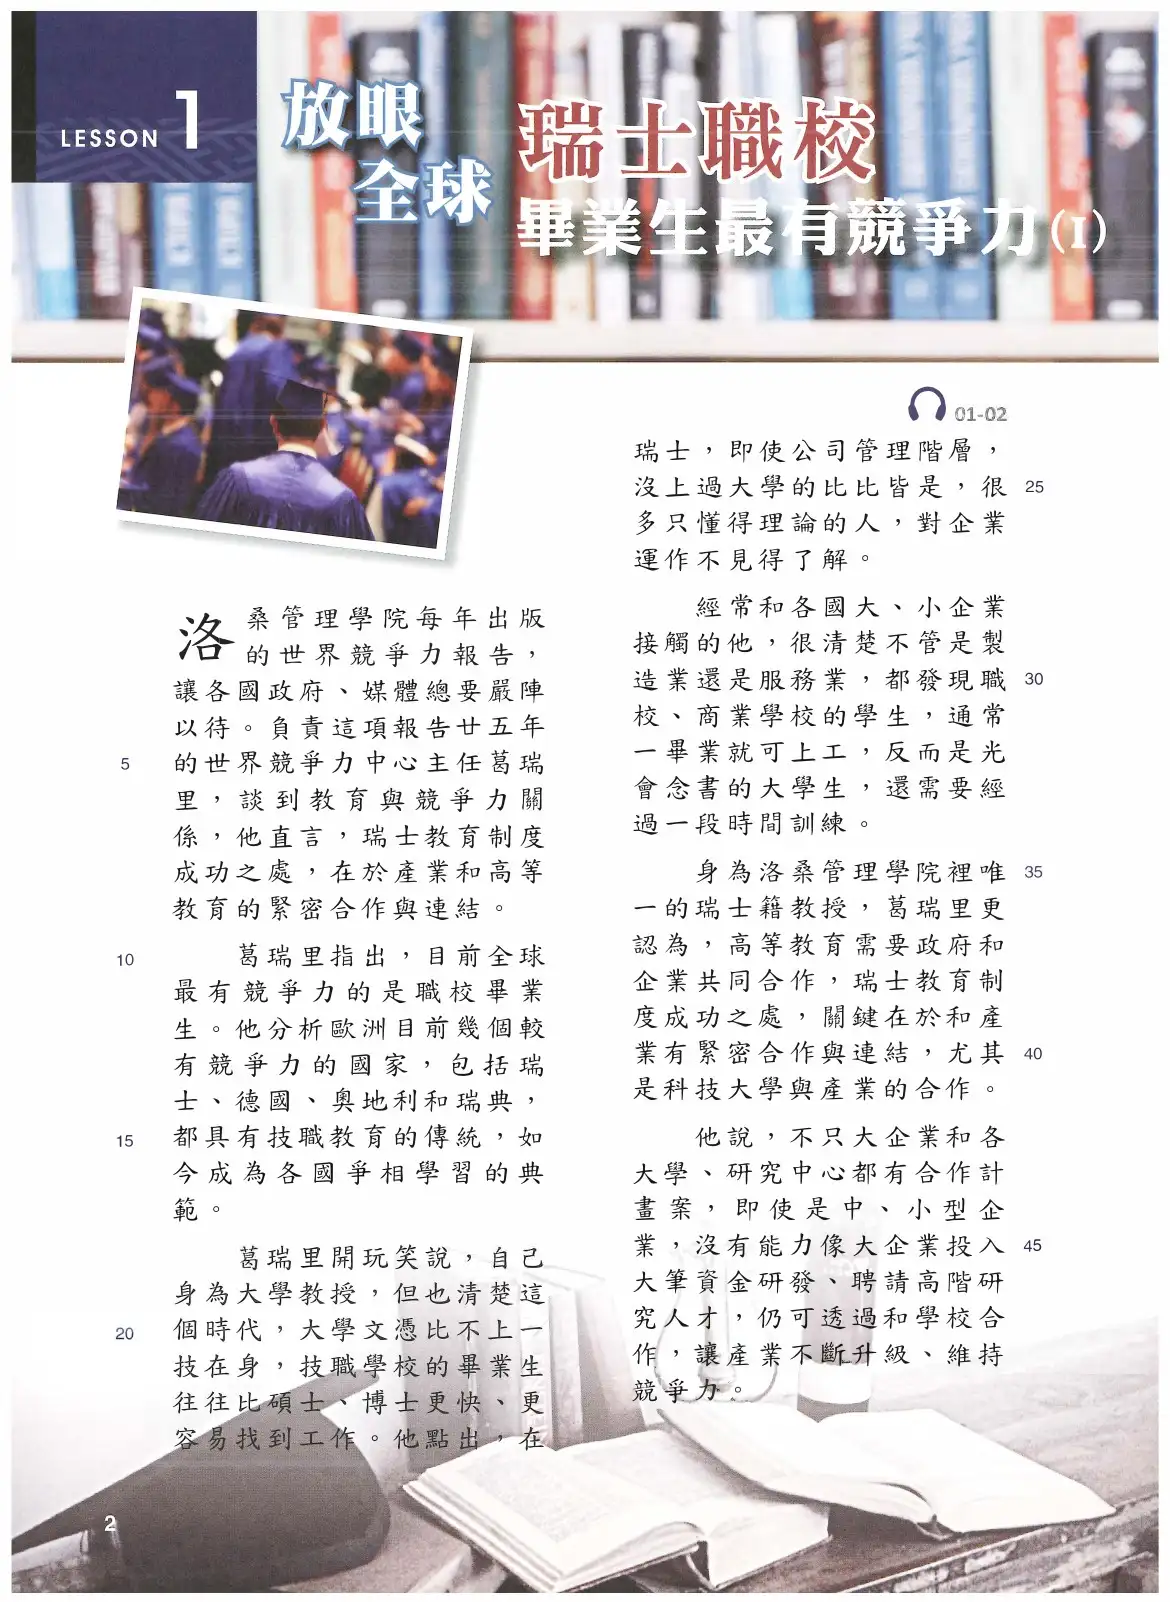 LESSON 1
放眼
全球
瑞士職校
畢業生最有競爭力(I)
01-02
洛桑管理學院每年出版
的世界競爭力報告，
讓各國政府、媒體總要嚴陣
以待。負責這項報告廿五年
5 的世界競爭力中心主任葛瑞
里，談到教育與競爭力關
係，他直言，瑞士教育制度
成功之處，在於產業和高等
教育的緊密合作與連結。
10 葛瑞里指出，目前全球
最有競爭力的是職校畢業
生。他分析歐洲目前幾個較
有競爭力的國家，包括瑞
士、德國、奧地利和瑞典，
15 都具有技職教育的傳統，如
今成為各國爭相學習的典
範。
葛瑞里開玩笑說，自己
身為大學教授，但也清楚這
20 個時代，大學文憑比不上一
技在身，技職學校的畢業生
往往比碩士、博士更快、更
容易找到工作。他點出，在
瑞士，即使公司管理階層，
沒上過大學的比比皆是，很 25
多只懂得理論的人，對企業
運作不見得了解。
經常和各國大、小企業
接觸的他，很清楚不管是製
造業還是服務業，都發現職 30
校、商業學校的學生，通常
一畢業就可上工，反而是光
會念書的大學生，還需要經
過一段時間訓練。
身為洛桑管理學院裡唯 35
一的瑞士籍教授，葛瑞里更
認為，高等教育需要政府和
企業共同合作，瑞士教育制
度成功之處，關鍵在於和產
業有緊密合作與連結，尤其 40
是科技大學與產業的合作。
他說，不只大企業和各
大學、研究中心都有合作計
畫案，即使是中、小型企
業，沒有能力像大企業投入 45
大筆資金研發、聘請高階研
究人才，仍可透過和學校合
作，讓產業不斷升級、維持
競爭力。
2